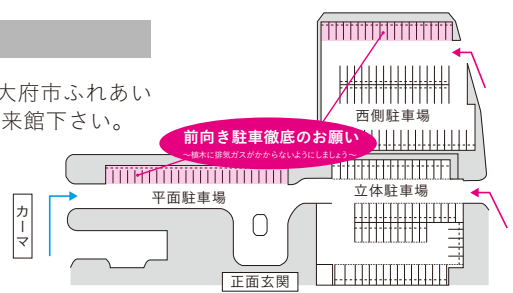 大府市ふれあい
来館下さい。
西側駐車場
前向き駐車徹底のお願い
〜植木に排気ガスがかからないようにしましょう〜
平面駐車場
立体駐車場
カーマ
正面玄関